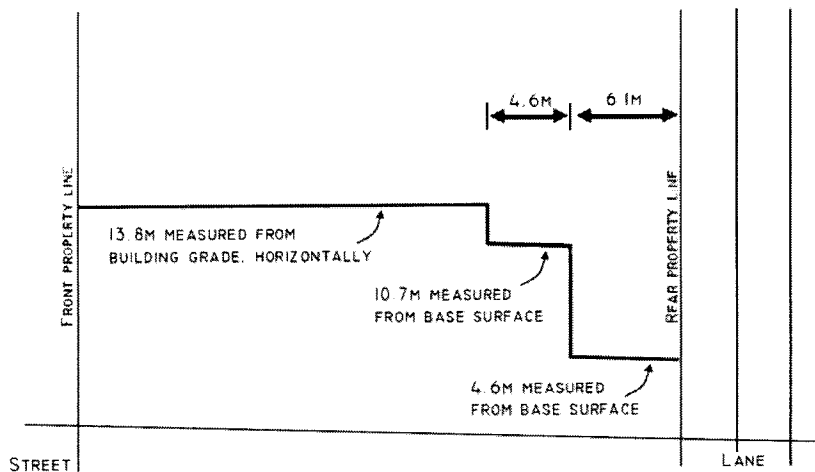 4.6M
6.1M
FRONT PROPERTY LINE
REAR PROPERTY LINE
13.8M MEASURED FROM
BUILDING GRADE, HORIZONTALLY
10.7M MEASURED
FROM BASE SURFACE
4.6M MEASURED
FROM BASE SURFACE
STREET
LANE